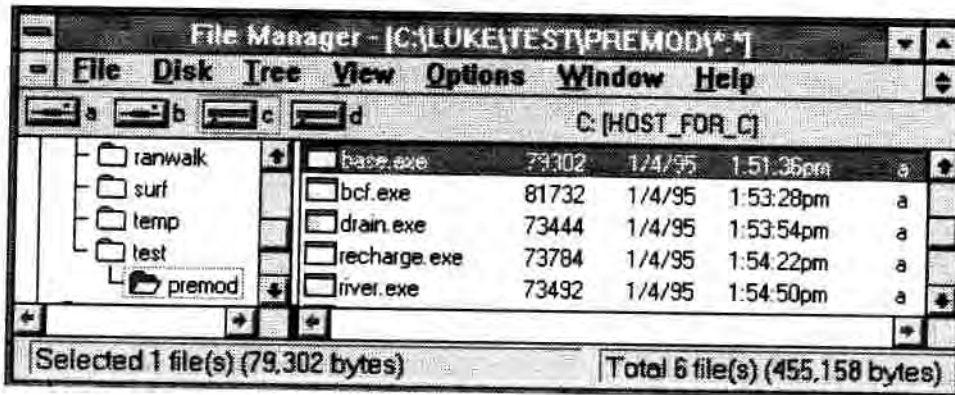 File Manager - [C:\LUKE\TEST\PREMOD\*.*]
File Disk Tree View Options Window Help
a b c d C: [HOST_FOR_C]
ranwalk
surf
temp
test
premod
base.exe 79302 1/4/95 1:51:36pm a
bcf.exe 81732 1/4/95 1:53:28pm a
drain.exe 73444 1/4/95 1:53:54pm a
recharge.exe 73784 1/4/95 1:54:22pm a
river.exe 73492 1/4/95 1:54:50pm a
Selected 1 file(s) (79,302 bytes) Total 6 file(s) (455,158 bytes)